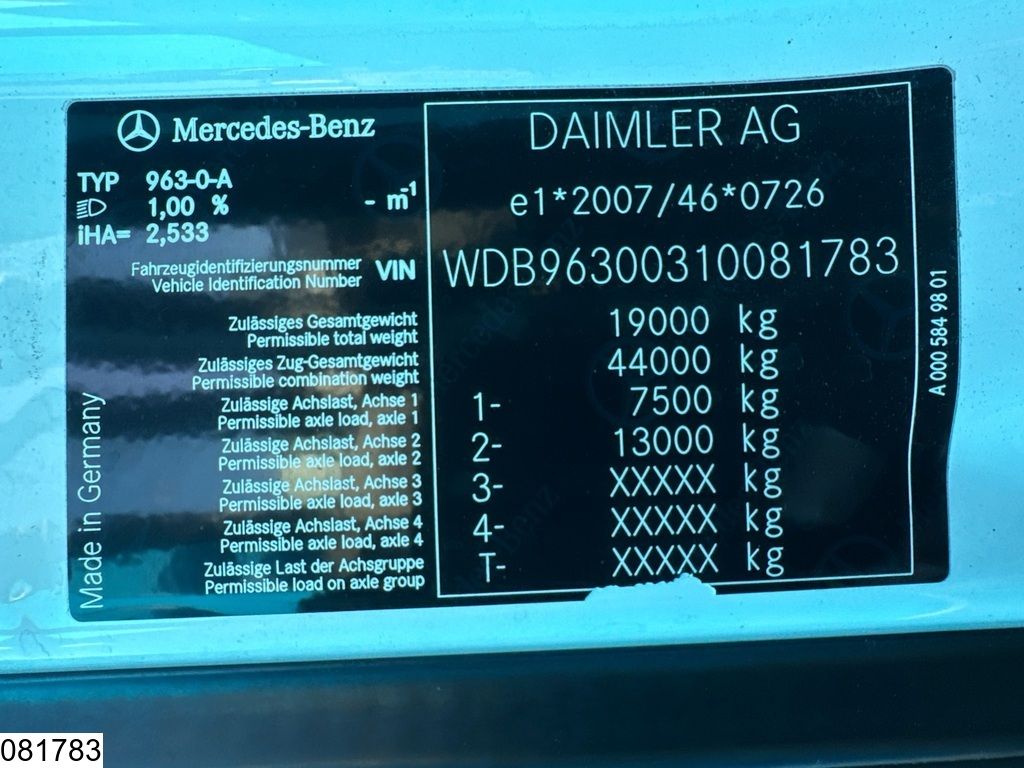 Mercedes-Benz
TYP 963-0-A
1,00 % - m⁻¹
iHA= 2,533
DAIMLER AG
e1*2007/46*0726
Fahrzeugidentifizierungsnummer
Vehicle Identification Number
VIN WDB96300310081783
Zulässiges Gesamtgewicht
Permissible total weight
19000 kg
Zulässiges Zug-Gesamtgewicht
Permissible combination weight
44000 kg
Zulässige Achslast, Achse 1
Permissible axle load, axle 1
1- 7500 kg
Zulässige Achslast, Achse 2
Permissible axle load, axle 2
2- 13000 kg
Zulässige Achslast, Achse 3
Permissible axle load, axle 3
3- XXXXX kg
Zulässige Achslast, Achse 4
Permissible axle load, axle 4
4- XXXXX kg
Zulässige Last der Achsgruppe
Permissible load on axle group
T- XXXXX kg
Made in Germany
A 000 584 98 01
081783